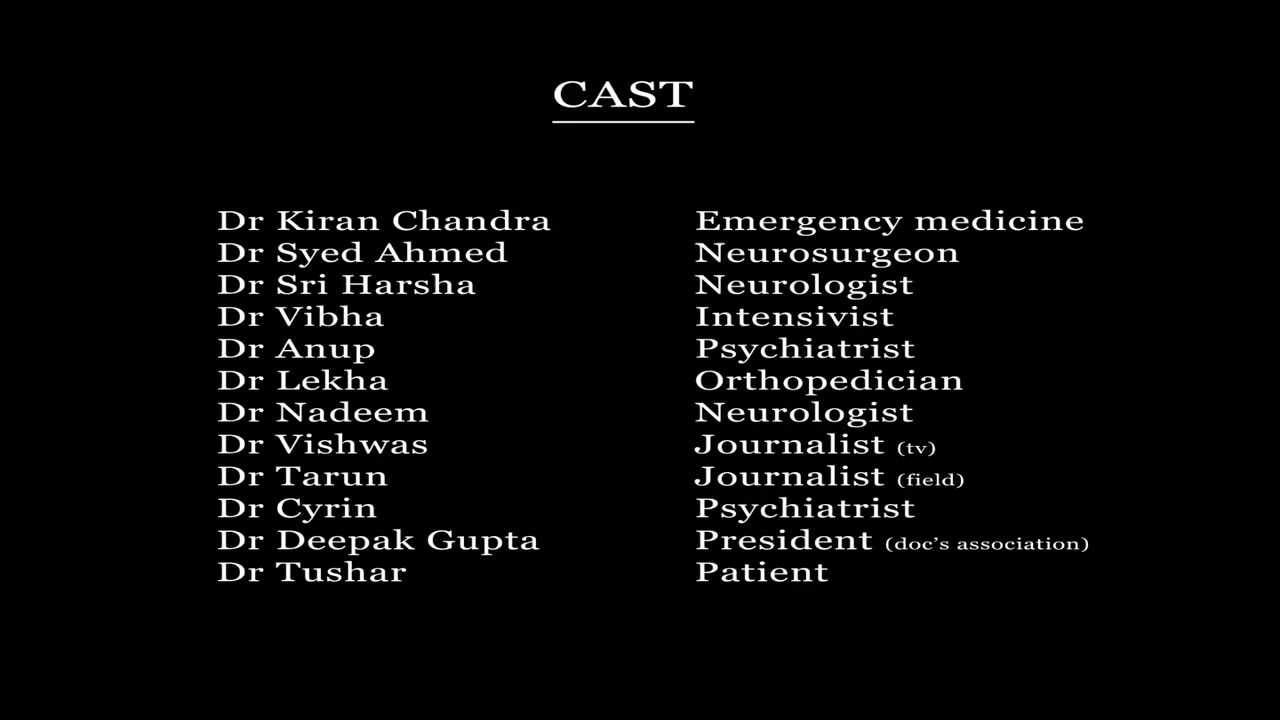 CAST
Dr Kiran Chandra Emergency medicine
Dr Syed Ahmed Neurosurgeon
Dr Sri Harsha Neurologist
Dr Vibha Intensivist
Dr Anup Psychiatrist
Dr Lekha Orthopedician
Dr Nadeem Neurologist
Dr Vishwas Journalist (tv)
Dr Tarun Journalist (field)
Dr Cyrin Psychiatrist
Dr Deepak Gupta President (doc's association)
Dr Tushar Patient